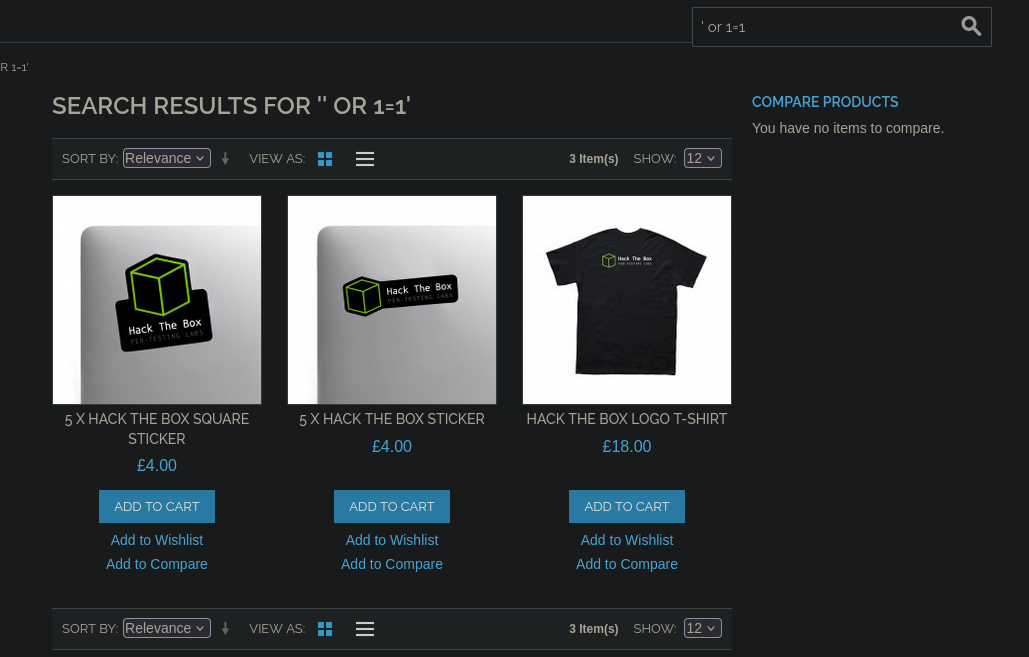 ' or 1=1
R 1=1'
SEARCH RESULTS FOR '' OR 1=1'
COMPARE PRODUCTS
You have no items to compare.
SORT BY: Relevance VIEW AS: 3 Item(s) SHOW: 12
Hack The Box
PEN-TESTING LABS
Hack The Box
PEN-TESTING LABS
Hack The Box
PEN-TESTING LABS
5 X HACK THE BOX SQUARE
STICKER
£4.00
ADD TO CART
Add to Wishlist
Add to Compare
5 X HACK THE BOX STICKER
£4.00
ADD TO CART
Add to Wishlist
Add to Compare
HACK THE BOX LOGO T-SHIRT
£18.00
ADD TO CART
Add to Wishlist
Add to Compare
SORT BY: Relevance VIEW AS: 3 Item(s) SHOW: 12